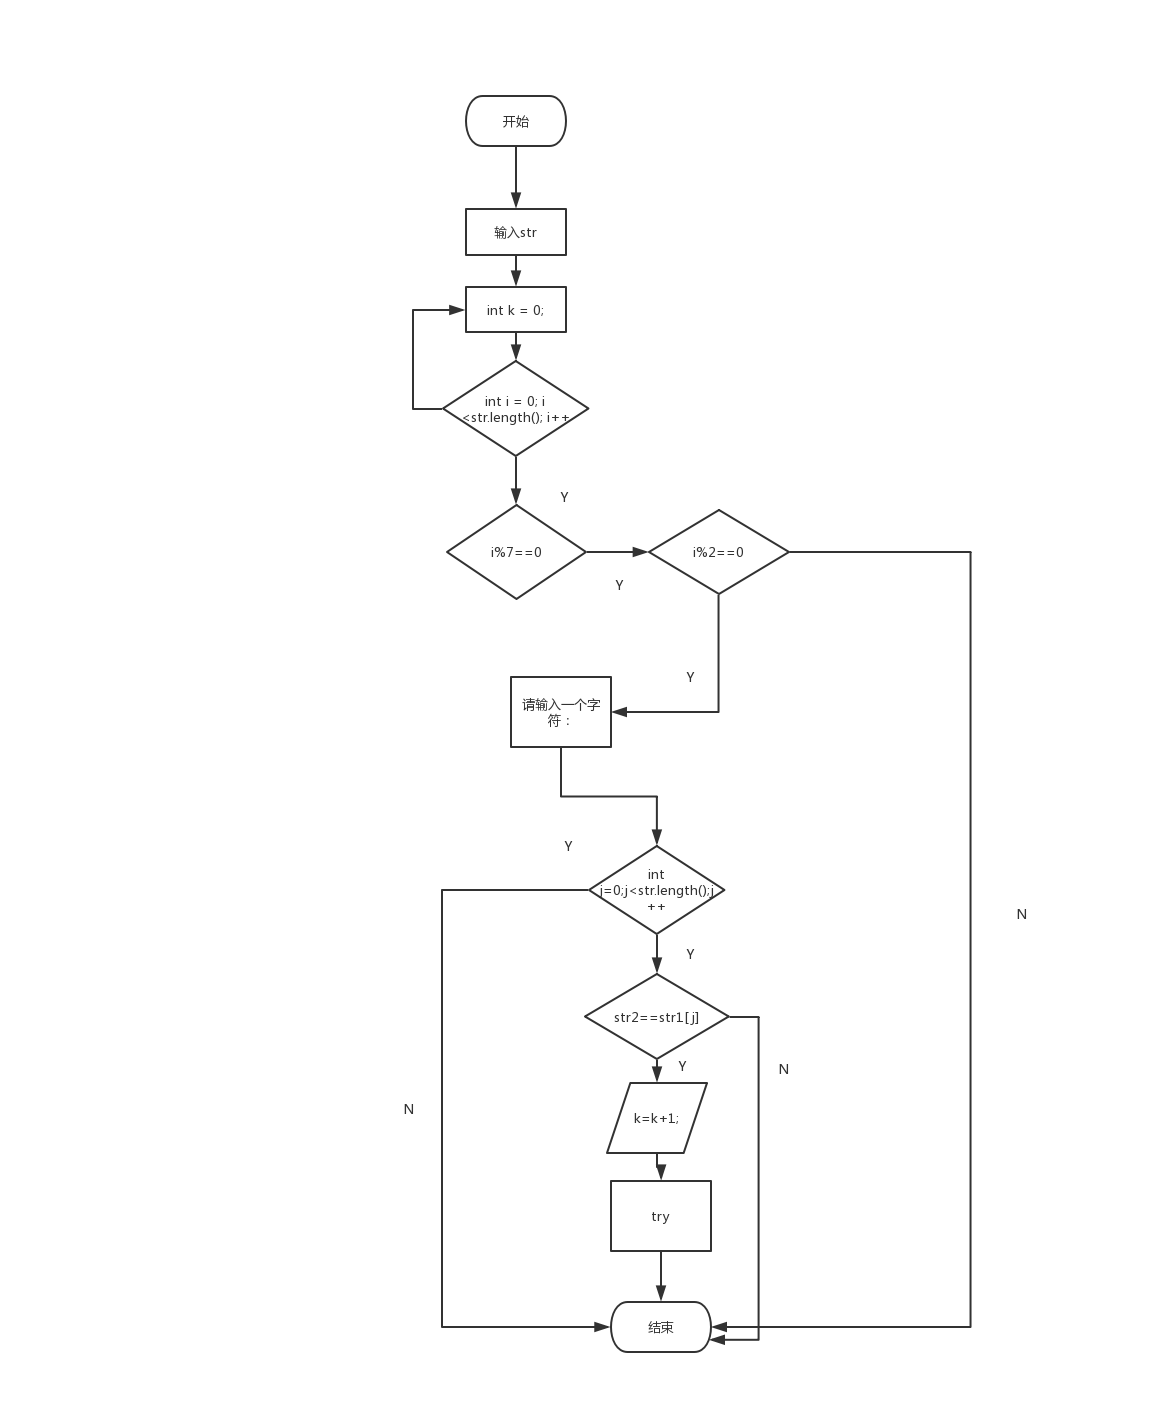 开始
输入str
int k = 0;
int i = 0; i
<str.length(); i++
Y
i%7==0
i%2==0
Y
Y
请输入一个字
符：
Y
int
j=0;j<str.length();j
++
N
Y
str2==str1[j]
Y
N
k=k+1;
N
try
结束